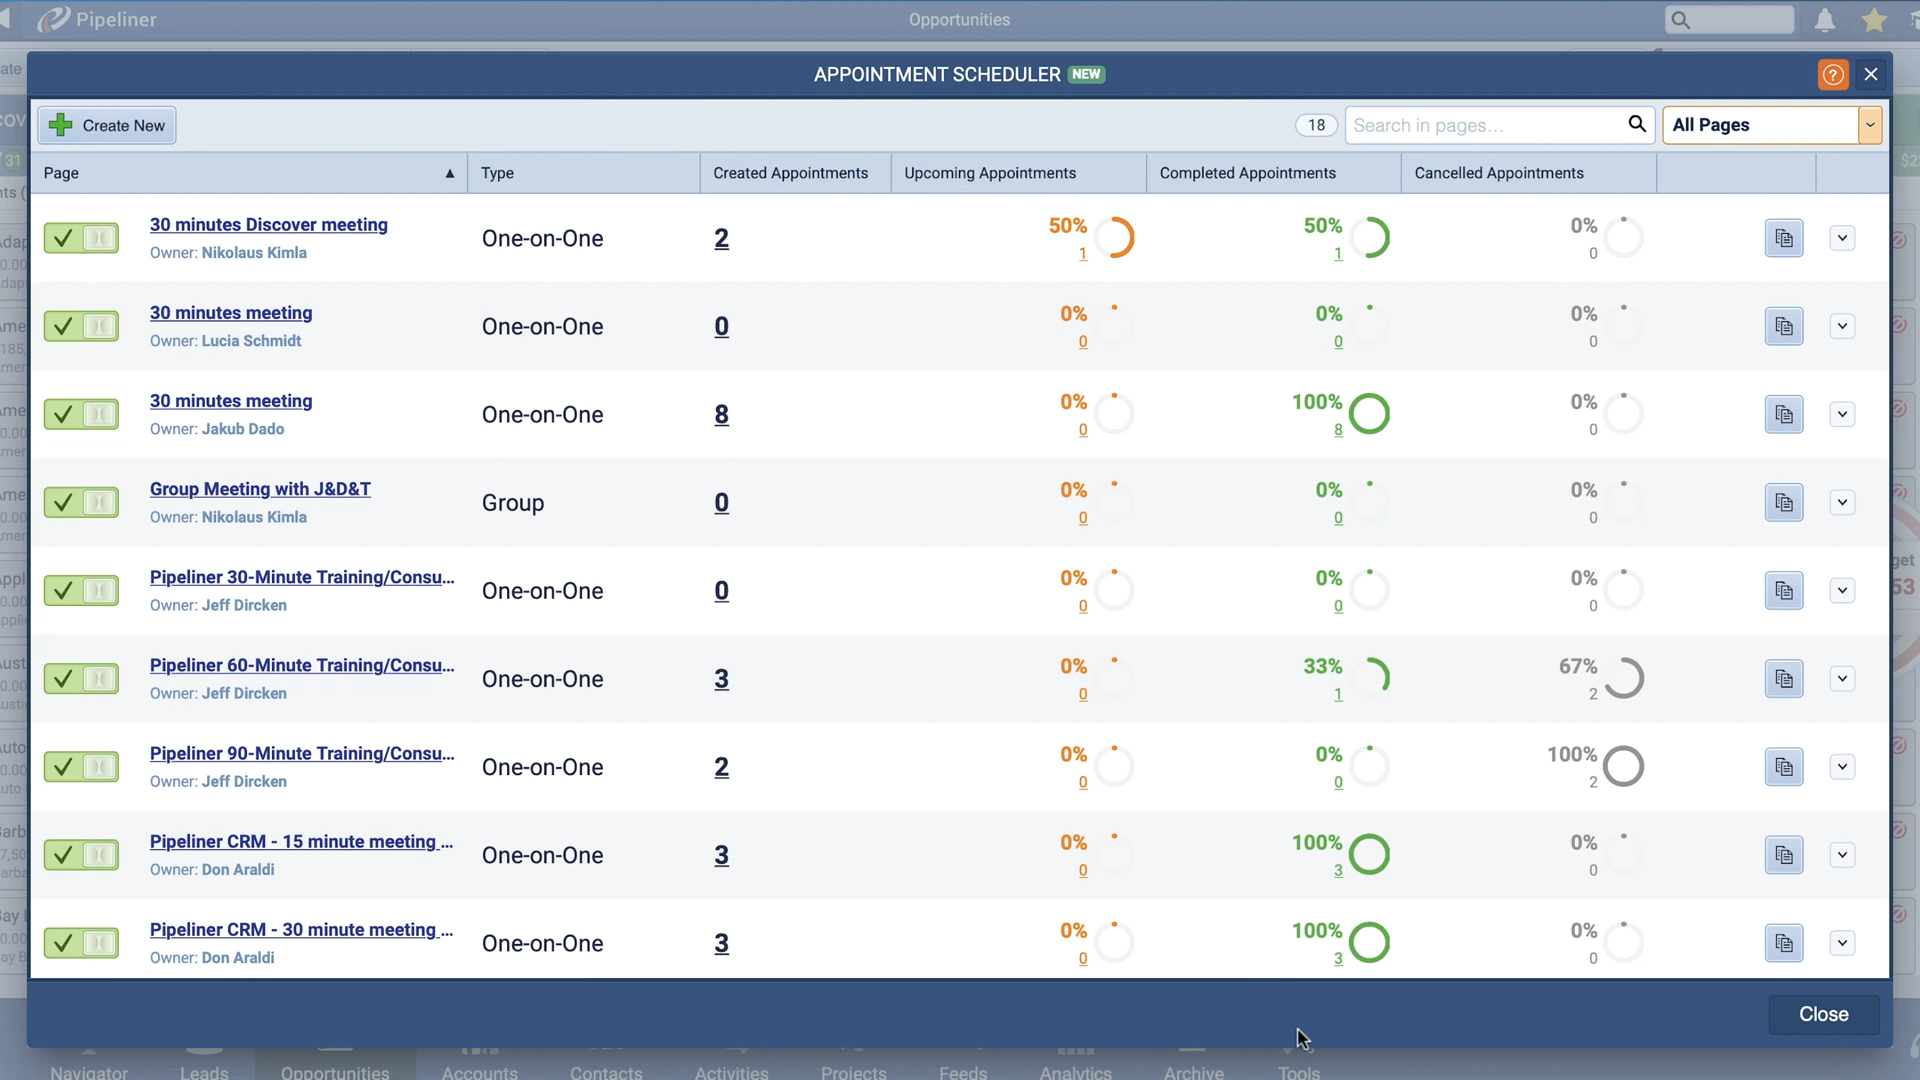 Pipeliner
Opportunities
APPOINTMENT SCHEDULER NEW
?
Create New
18
Search in pages...
All Pages
Page
Type
Created Appointments
Upcoming Appointments
Completed Appointments
Cancelled Appointments
30 minutes Discover meeting
Owner: Nikolaus Kimla
One-on-One
2
50%
1
50%
1
0%
0
30 minutes meeting
Owner: Lucia Schmidt
One-on-One
0
0%
0
0%
0
0%
0
30 minutes meeting
Owner: Jakub Dado
One-on-One
8
0%
0
100%
8
0%
0
Group Meeting with J&D&T
Owner: Nikolaus Kimla
Group
0
0%
0
0%
0
0%
0
Pipeliner 30-Minute Training/Consu...
Owner: Jeff Dircken
One-on-One
0
0%
0
0%
0
0%
0
Pipeliner 60-Minute Training/Consu...
Owner: Jeff Dircken
One-on-One
3
0%
0
33%
1
67%
2
Pipeliner 90-Minute Training/Consu...
Owner: Jeff Dircken
One-on-One
2
0%
0
0%
0
100%
2
Pipeliner CRM - 15 minute meeting ...
Owner: Don Araldi
One-on-One
3
0%
0
100%
3
0%
0
Pipeliner CRM - 30 minute meeting ...
Owner: Don Araldi
One-on-One
3
0%
0
100%
3
0%
0
Close
Navigator
Leads
Opportunities
Accounts
Contacts
Activities
Projects
Feeds
Analytics
Archive
Tools